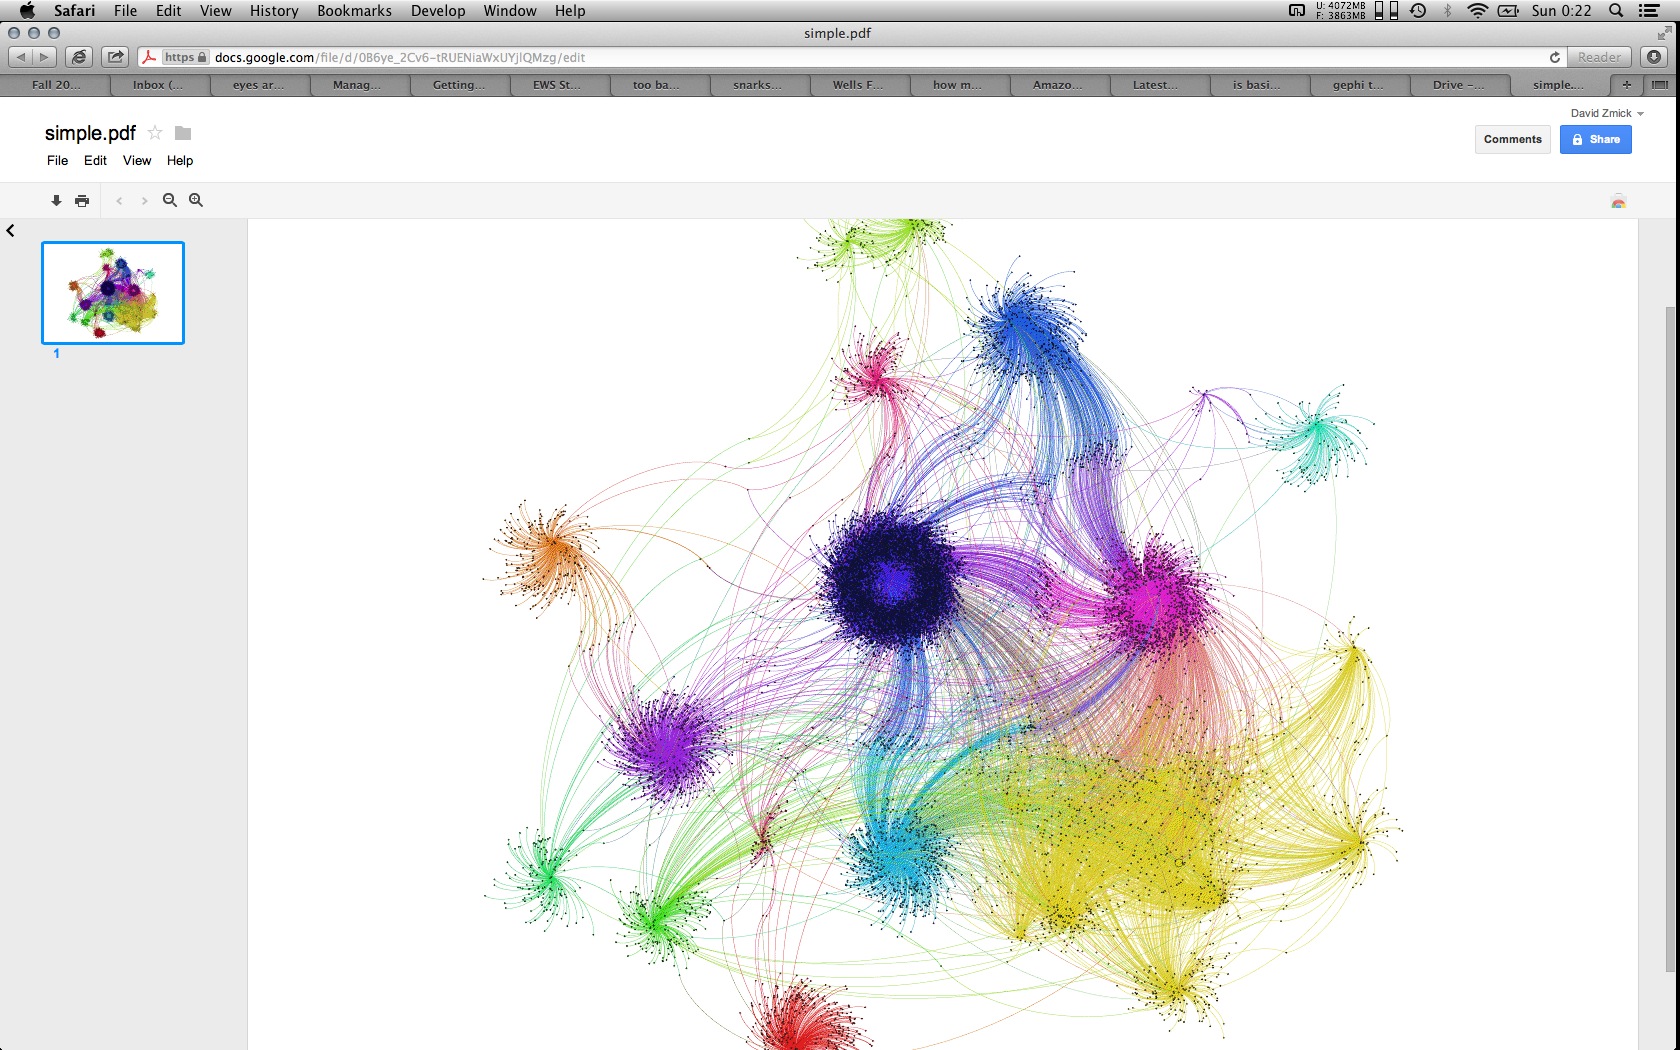 Safari File Edit View History Bookmarks Develop Window Help U: 4072MB F: 3863MB Sun 0:22
simple.pdf
https docs.google.com/file/d/0B6ye_2Cv6-tRUENiaWxUYjlQMzg/edit Reader
Fall 20... Inbox (... eyes ar... Manag... Getting... EWS St... too ba... snarks... Wells F... how m... Amazo... Latest... is basi... gephi t... Drive -... simple....
David Zmick
simple.pdf
Comments Share
File Edit View Help
1